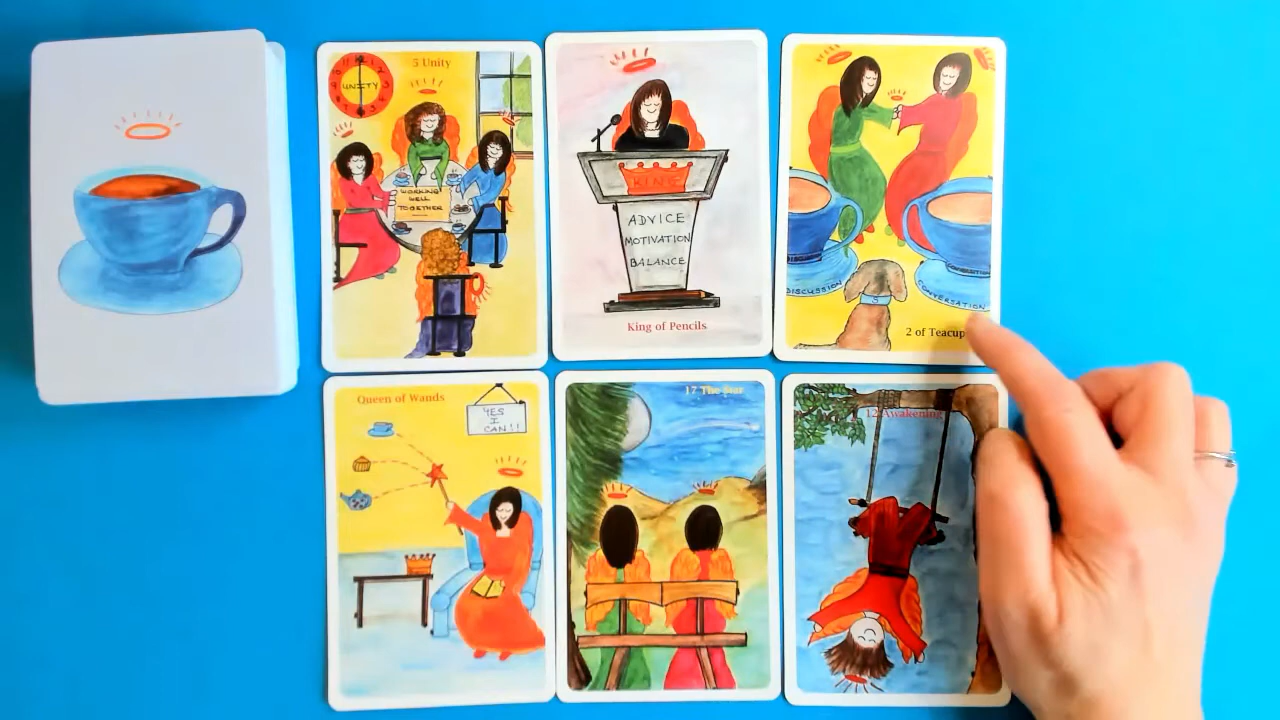 5 Unity
UNITY
WORKING
WELL
TOGETHER
KING
ADVICE
MOTIVATION
BALANCE
King of Pencils
DISCUSSION
CONVERSATION
2 of Teacup
Queen of Wands
YES
I
CAN!!
17 The Star
12 Awakening